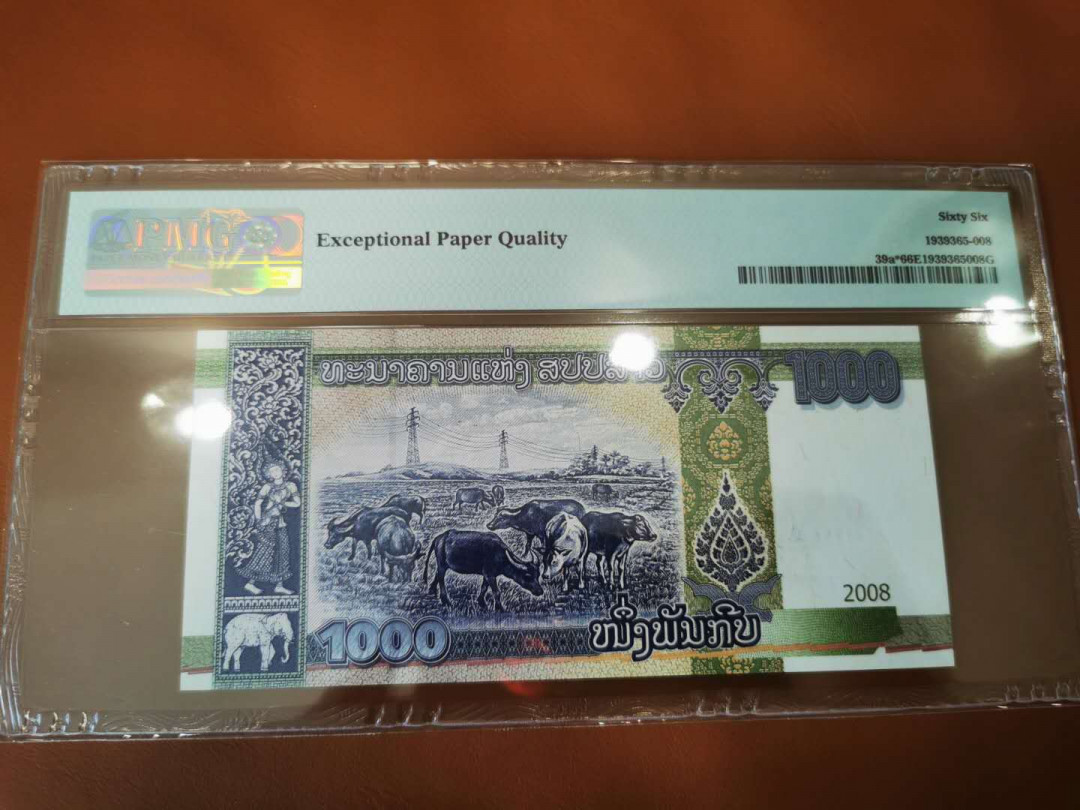 PMG
Exceptional Paper Quality
Sixty Six
1939365-008
39a*66E1939365008G
ທະນາຄານແຫ່ງ ສປປລາວ
1000
2008
1000
ໜຶ່ງພັນກີບ